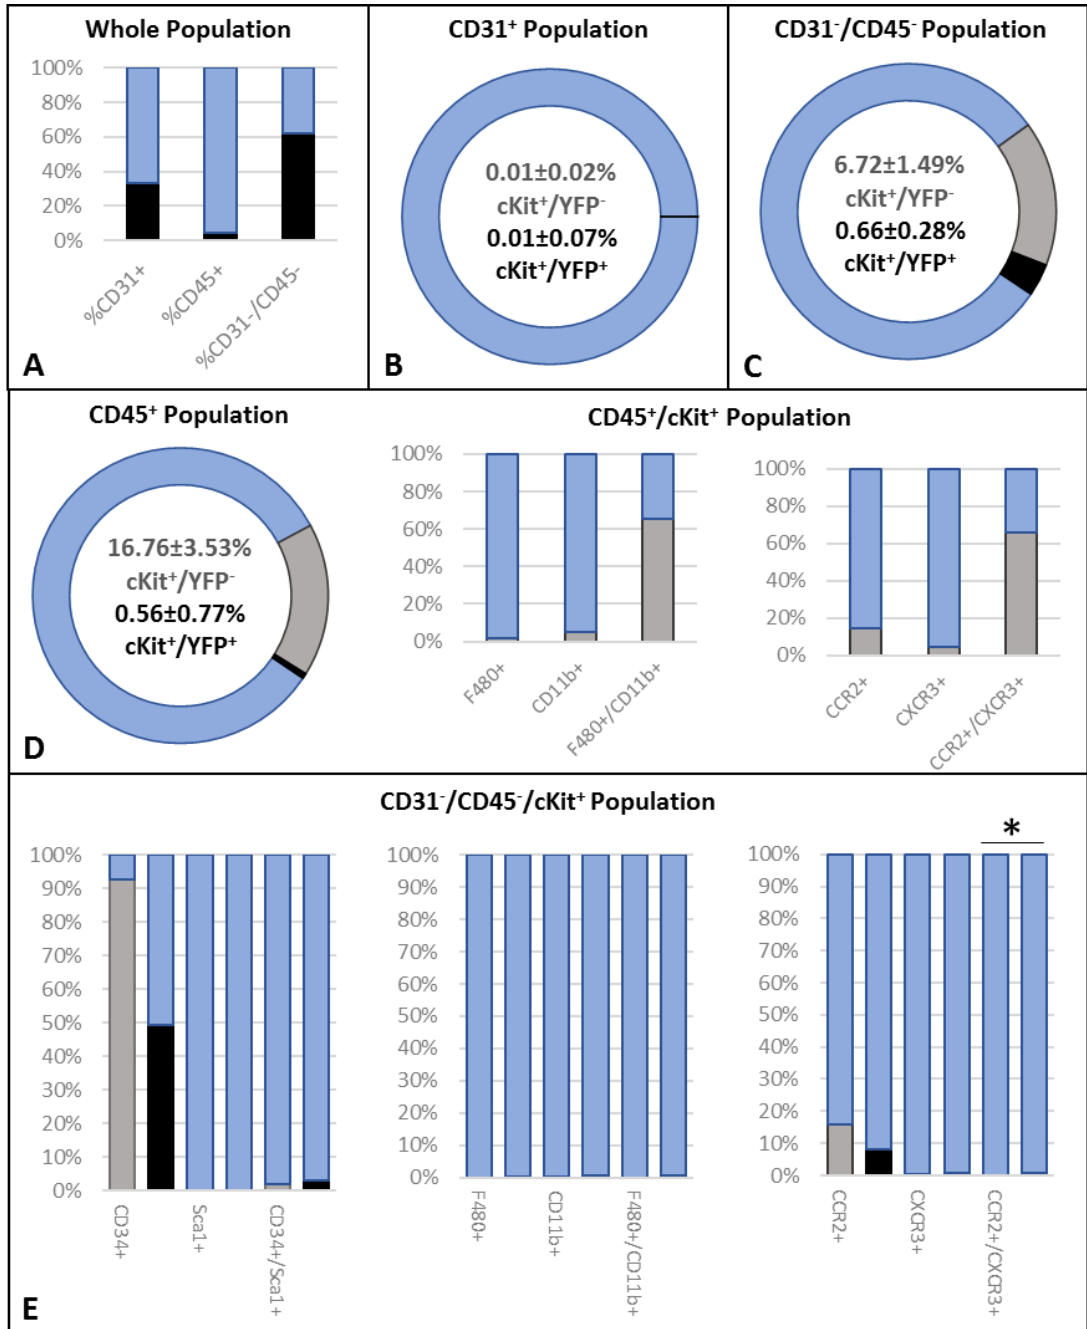 Whole Population
100%
80%
60%
40%
20%
0%
%CD31+
%CD45+
%CD31-/CD45-
A
CD31⁺ Population
0.01±0.02%
cKit⁺/YFP⁻
0.01±0.07%
cKit⁺/YFP⁺
B
CD31⁻/CD45⁻ Population
6.72±1.49%
cKit⁺/YFP⁻
0.66±0.28%
cKit⁺/YFP⁺
C
CD45⁺ Population
16.76±3.53%
cKit⁺/YFP⁻
0.56±0.77%
cKit⁺/YFP⁺
D
CD45⁺/cKit⁺ Population
100%
80%
60%
40%
20%
0%
F480+
CD11b+
F480+/CD11b+
100%
80%
60%
40%
20%
0%
CCR2+
CXCR3+
CCR2+/CXCR3+
CD31⁻/CD45⁻/cKit⁺ Population
100%
90%
80%
70%
60%
50%
40%
30%
20%
10%
0%
CD34+
Sca1+
CD34+/Sca1+
100%
90%
80%
70%
60%
50%
40%
30%
20%
10%
0%
F480+
CD11b+
F480+/CD11b+
*
100%
90%
80%
70%
60%
50%
40%
30%
20%
10%
0%
CCR2+
CXCR3+
CCR2+/CXCR3+
E